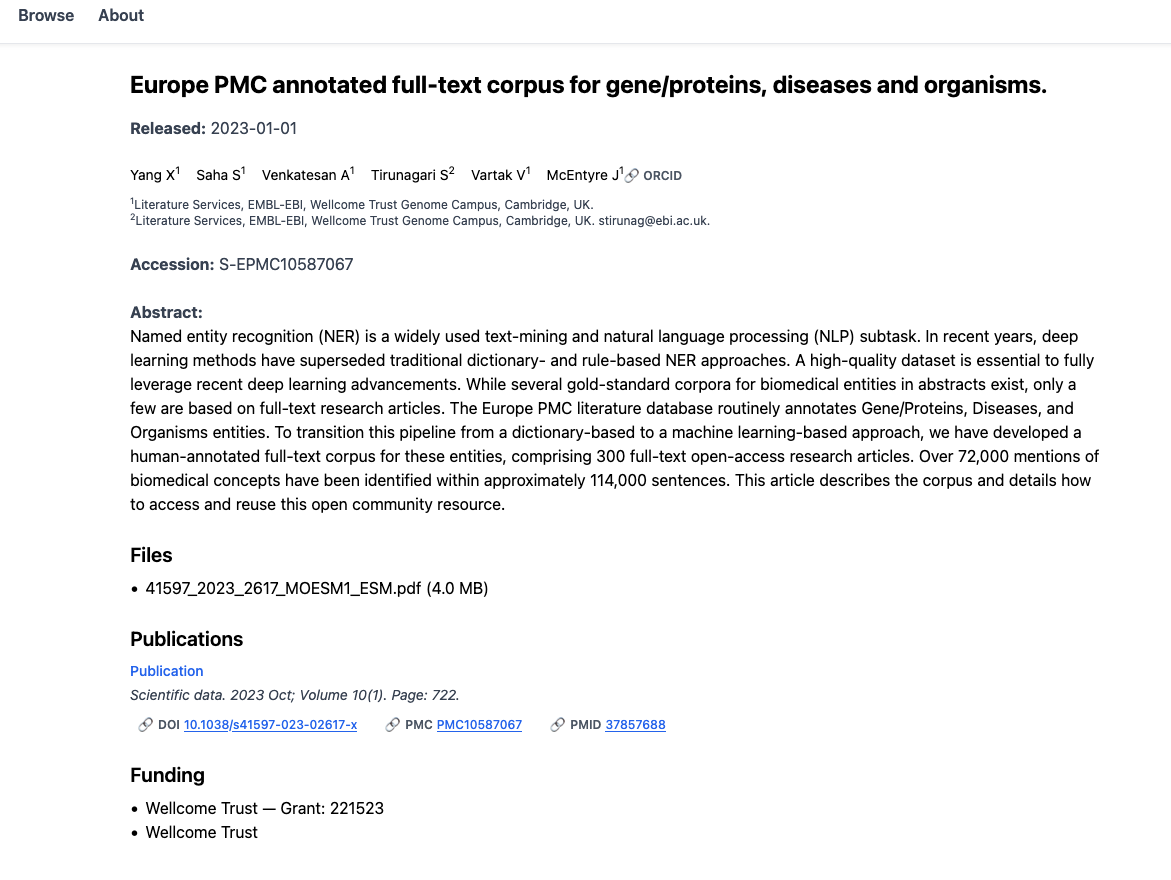 Browse About
Europe PMC annotated full-text corpus for gene/proteins, diseases and organisms.
Released: 2023-01-01
Yang X1 Saha S1 Venkatesan A1 Tirunagari S2 Vartak V1 McEntyre J1 ORCID
1Literature Services, EMBL-EBI, Wellcome Trust Genome Campus, Cambridge, UK.
2Literature Services, EMBL-EBI, Wellcome Trust Genome Campus, Cambridge, UK. stirunag@ebi.ac.uk.
Accession: S-EPMC10587067
Abstract:
Named entity recognition (NER) is a widely used text-mining and natural language processing (NLP) subtask. In recent years, deep
learning methods have superseded traditional dictionary- and rule-based NER approaches. A high-quality dataset is essential to fully
leverage recent deep learning advancements. While several gold-standard corpora for biomedical entities in abstracts exist, only a
few are based on full-text research articles. The Europe PMC literature database routinely annotates Gene/Proteins, Diseases, and
Organisms entities. To transition this pipeline from a dictionary-based to a machine learning-based approach, we have developed a
human-annotated full-text corpus for these entities, comprising 300 full-text open-access research articles. Over 72,000 mentions of
biomedical concepts have been identified within approximately 114,000 sentences. This article describes the corpus and details how
to access and reuse this open community resource.
Files
• 41597_2023_2617_MOESM1_ESM.pdf (4.0 MB)
Publications
Publication
Scientific data. 2023 Oct; Volume 10(1). Page: 722.
DOI 10.1038/s41597-023-02617-x PMC PMC10587067 PMID 37857688
Funding
• Wellcome Trust — Grant: 221523
• Wellcome Trust